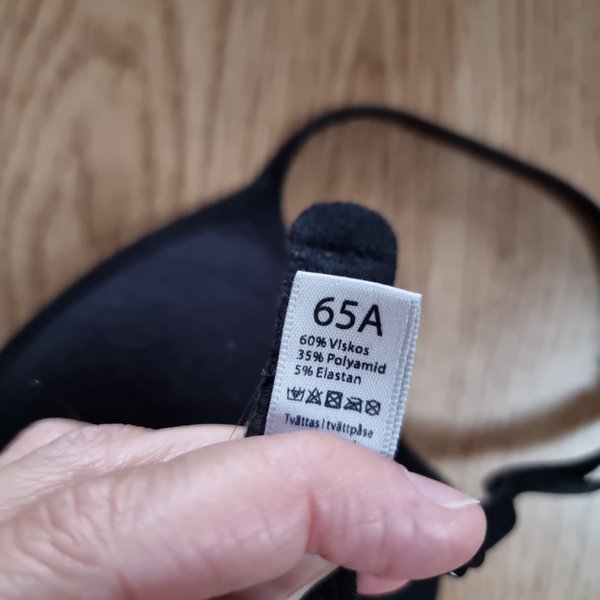 65A
60% Viskos
35% Polyamid
5% Elastan
Tvättas i tvättpåse